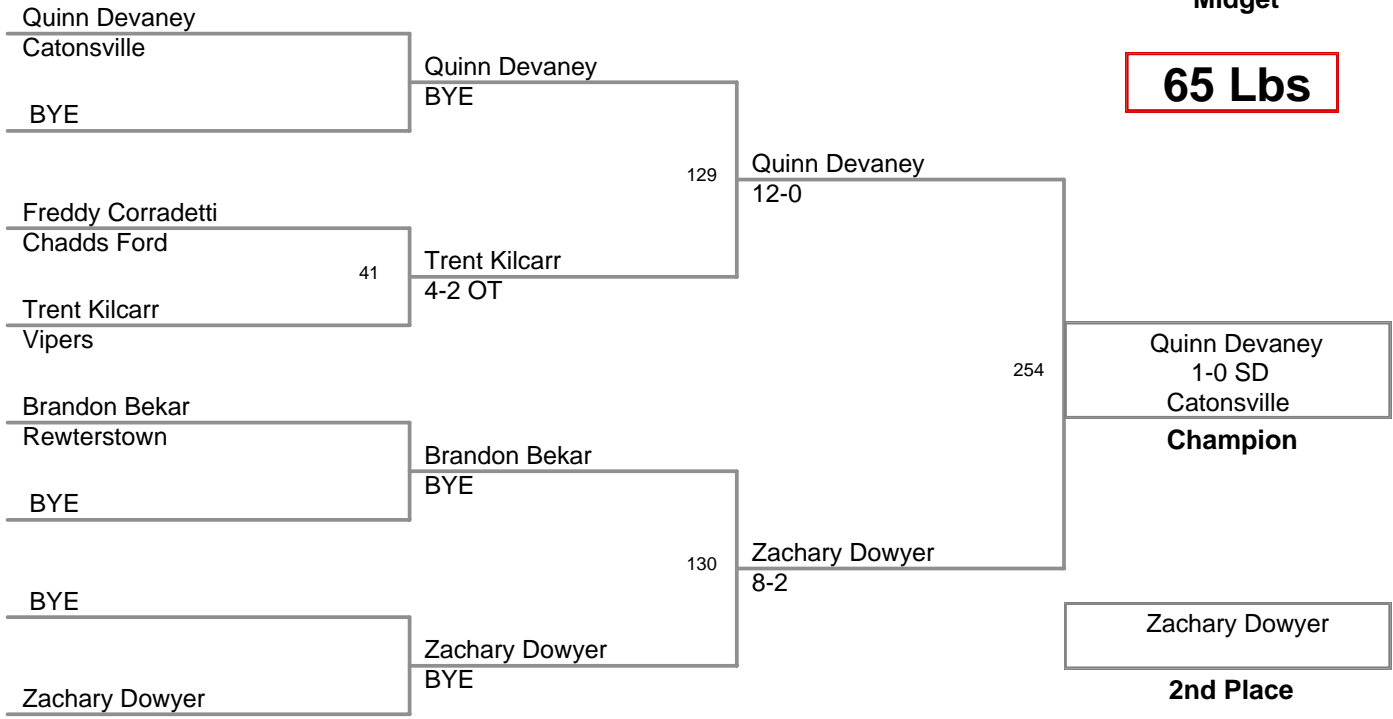 Midget
65 Lbs
Quinn Devaney
Catonsville
BYE
Freddy Corradetti
Chadds Ford
41
Trent Kilcarr
Vipers
Brandon Bekar
Rewterstown
BYE
BYE
Zachary Dowyer
Quinn Devaney
BYE
129
Trent Kilcarr
4-2 OT
Brandon Bekar
BYE
130
Zachary Dowyer
BYE
Quinn Devaney
12-0
254
Zachary Dowyer
8-2
Quinn Devaney
1-0 SD
Catonsville
Champion
Zachary Dowyer
2nd Place